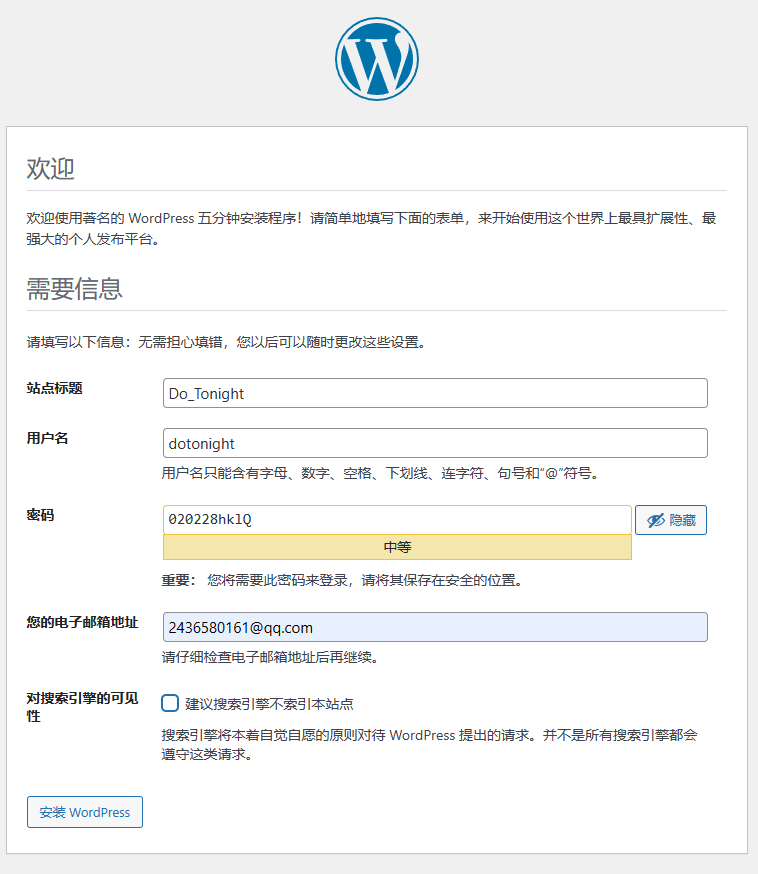 欢迎
欢迎使用著名的 WordPress 五分钟安装程序！请简单地填写下面的表单，来开始使用这个世界上最具扩展性、最
强大的个人发布平台。
需要信息
请填写以下信息：无需担心填错，您以后可以随时更改这些设置。
站点标题
Do_Tonight
用户名
dotonight
用户名只能含有字母、数字、空格、下划线、连字符、句号和“@”符号。
密码
020228hklQ
隐藏
中等
重要： 您将需要此密码来登录，请将其保存在安全的位置。
您的电子邮箱地址
2436580161@qq.com
请仔细检查电子邮箱地址后再继续。
对搜索引擎的可见
性
建议搜索引擎不索引本站点
搜索引擎将本着自觉自愿的原则对待 WordPress 提出的请求。并不是所有搜索引擎都会
遵守这类请求。
安装 WordPress